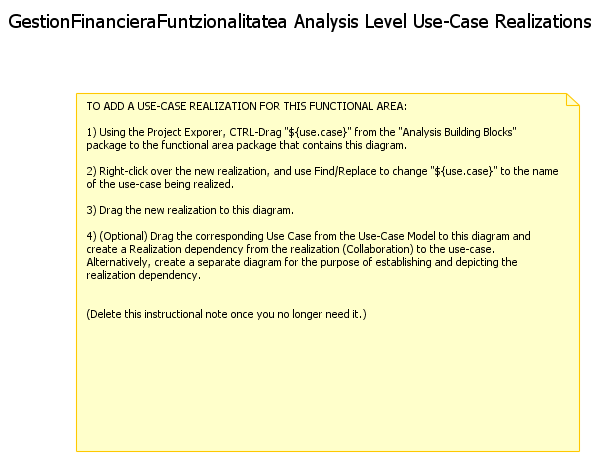 GestionFinancieraFuntzionalitatea Analysis Level Use-Case Realizations
TO ADD A USE-CASE REALIZATION FOR THIS FUNCTIONAL AREA:
1) Using the Project Exporer, CTRL-Drag "${use.case}" from the "Analysis Building Blocks"
package to the functional area package that contains this diagram.
2) Right-click over the new realization, and use Find/Replace to change "${use.case}" to the name
of the use-case being realized.
3) Drag the new realization to this diagram.
4) (Optional) Drag the corresponding Use Case from the Use-Case Model to this diagram and
create a Realization dependency from the realization (Collaboration) to the use-case.
Alternatively, create a separate diagram for the purpose of establishing and depicting the
realization dependency.
(Delete this instructional note once you no longer need it.)